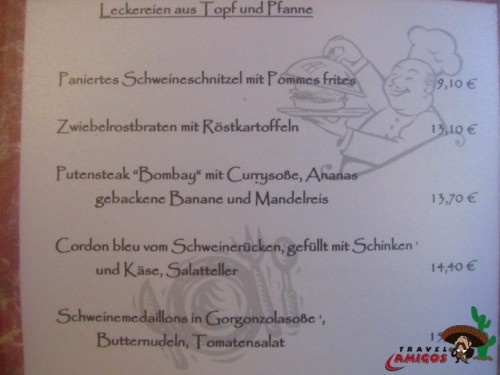 Leckereien aus Topf und Pfanne
Paniertes Schweineschnitzel mit Pommes frites 9,10 €
Zwiebelrostbraten mit Röstkartoffeln 13,10 €
Putensteak "Bombay" mit Currysoße, Ananas
gebackene Banane und Mandelreis 13,70 €
Cordon bleu vom Schweinerücken, gefüllt mit Schinken ¹
und Käse, Salatteller 14,40 €
Schweinemedaillons in Gorgonzolasoße ¹,
Butternudeln, Tomatensalat
TRAVEL
AMIGOS